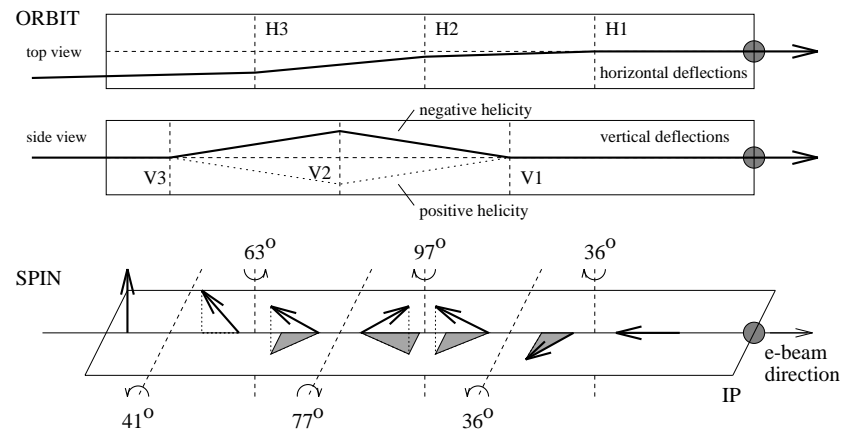 ORBIT
H3
H2
H1
top view
horizontal deflections
negative helicity
side view
vertical deflections
V3
V2
V1
positive helicity
63°
97°
36°
SPIN
e-beam
direction
IP
41°
77°
36°